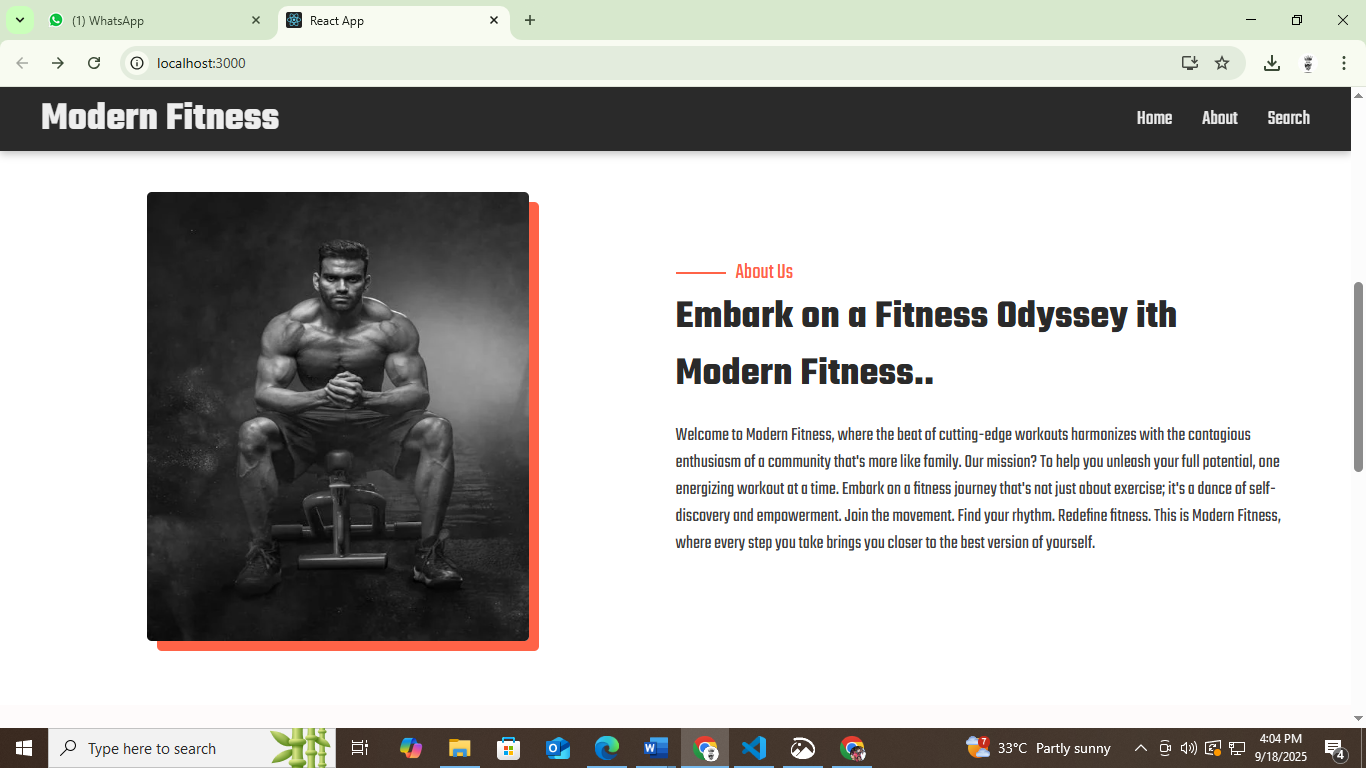 (1) WhatsApp
React App
localhost:3000
Modern Fitness
Home About Search
About Us
Embark on a Fitness Odyssey ith
Modern Fitness..
Welcome to Modern Fitness, where the beat of cutting-edge workouts harmonizes with the contagious
enthusiasm of a community that's more like family. Our mission? To help you unleash your full potential, one
energizing workout at a time. Embark on a fitness journey that's not just about exercise; it's a dance of self-
discovery and empowerment. Join the movement. Find your rhythm. Redefine fitness. This is Modern Fitness,
where every step you take brings you closer to the best version of yourself.
Type here to search
7
33°C Partly sunny
4:04 PM
9/18/2025
4